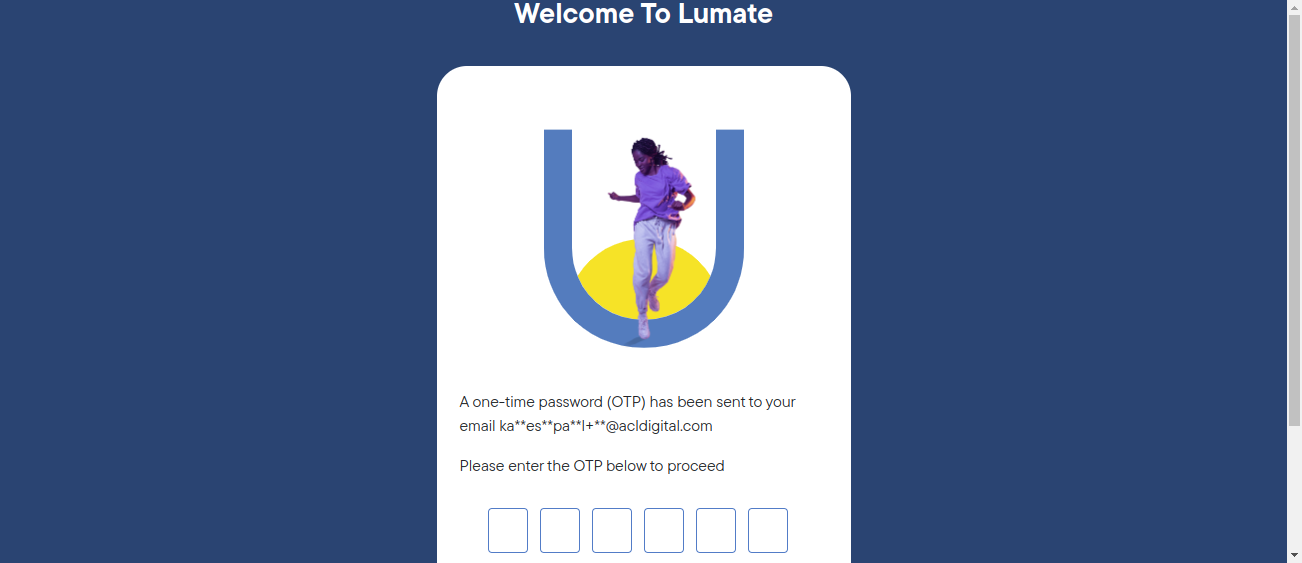 Welcome To Lumate
A one-time password (OTP) has been sent to your
email ka**es**pa**l+**@acldigital.com
Please enter the OTP below to proceed